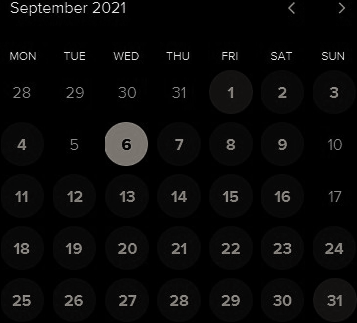 September 2021
MON TUE WED THU FRI SAT SUN
28 29 30 31 1 2 3
4 5 6 7 8 9 10
11 12 13 14 15 16 17
18 19 20 21 22 23 24
25 26 27 28 29 30 31